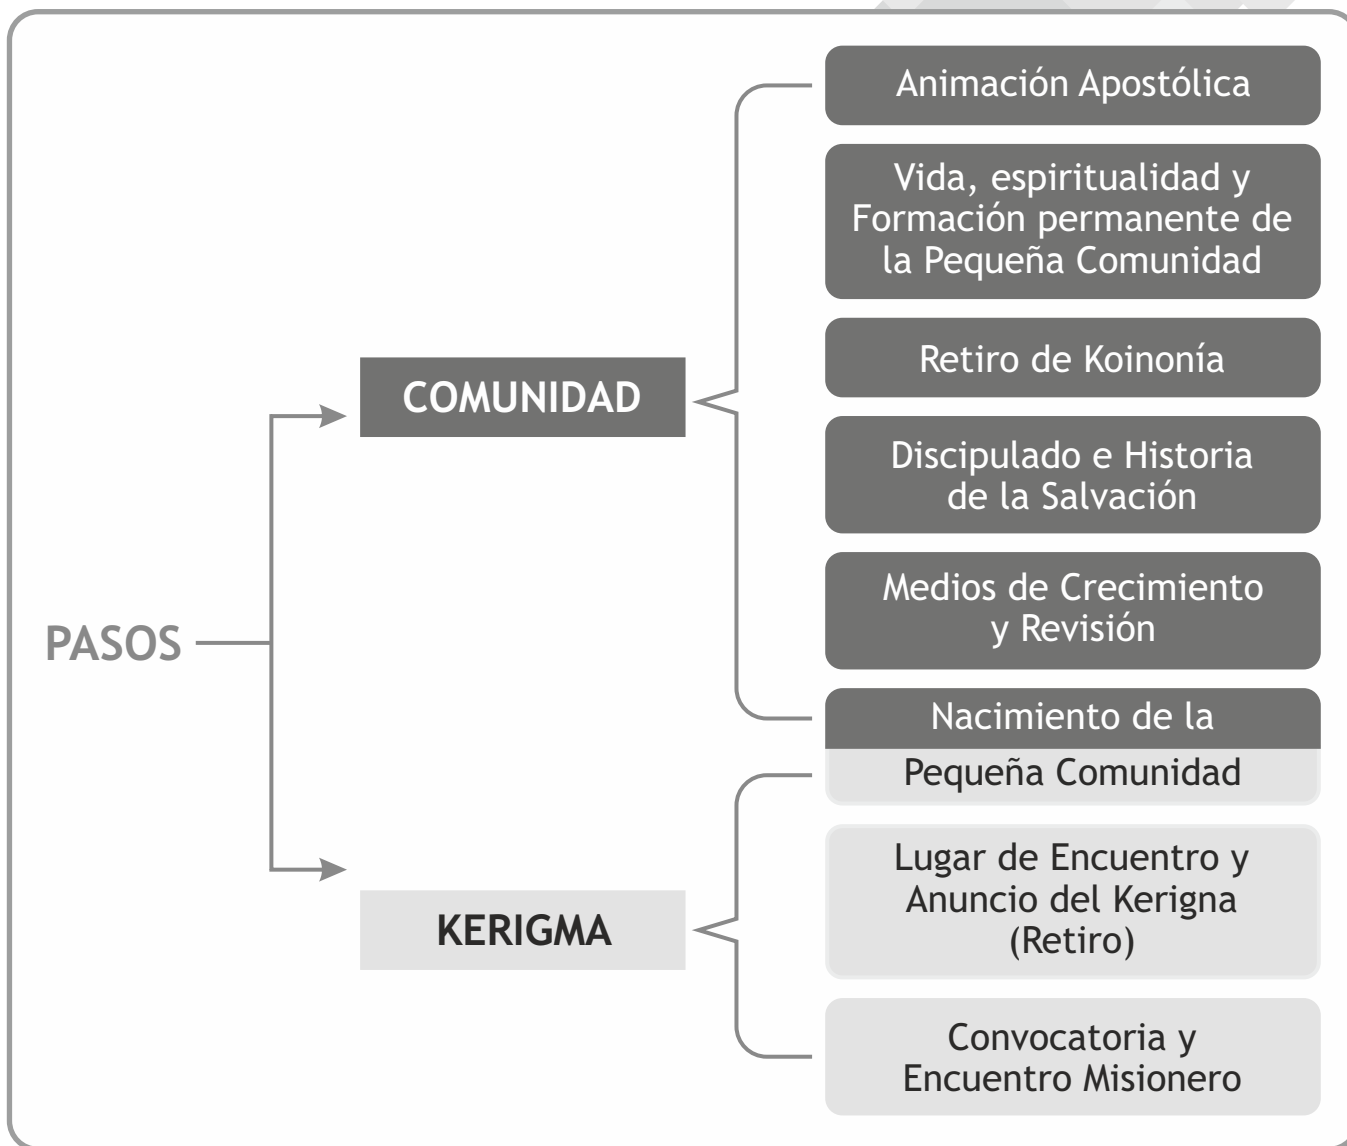 PASOS
COMUNIDAD
Animación Apostólica
Vida, espiritualidad y
Formación permanente de
la Pequeña Comunidad
Retiro de Koinonía
Discipulado e Historia
de la Salvación
Medios de Crecimiento
y Revisión
Nacimiento de la
Pequeña Comunidad
KERIGMA
Lugar de Encuentro y
Anuncio del Kerigna
(Retiro)
Convocatoria y
Encuentro Misionero